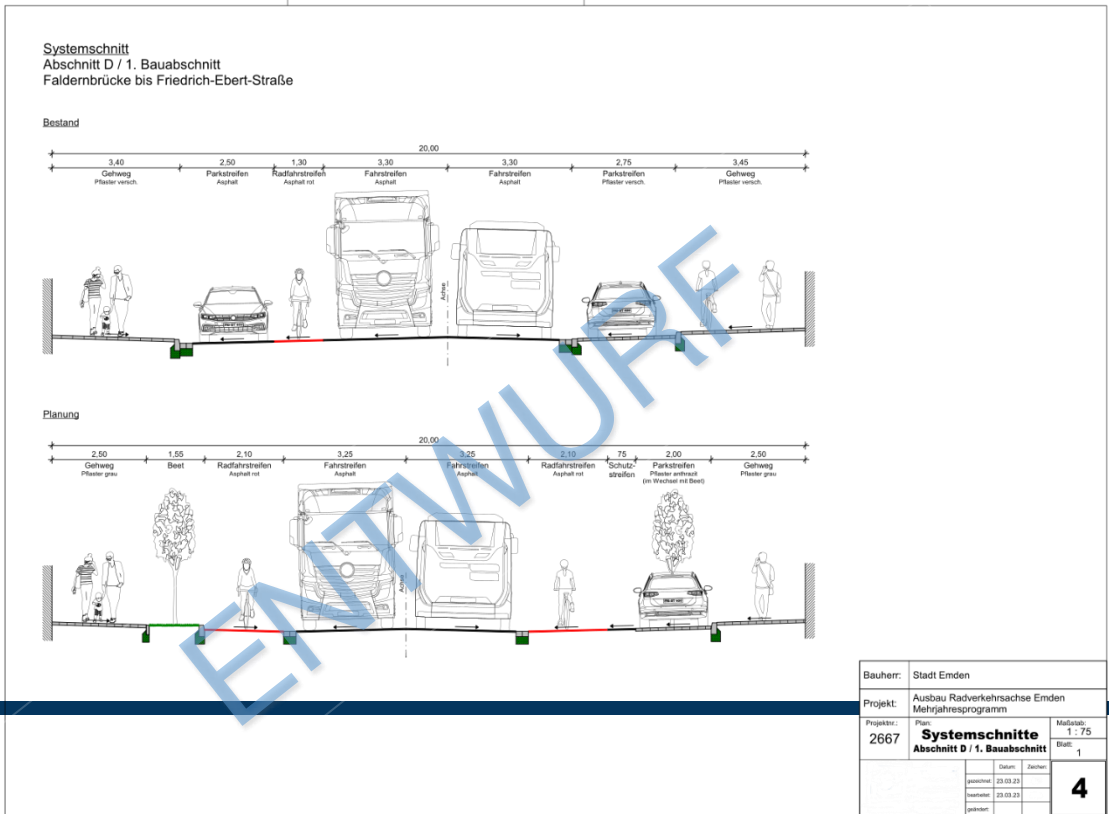 Systemschnitt
Abschnitt D / 1. Bauabschnitt
Faldernbrücke bis Friedrich-Ebert-Straße
Bestand
20,00
3,40 2,50 1,30 3,30 3,30 2,75 3,45
Gehweg Parkstreifen Radfahrstreifen Fahrstreifen Fahrstreifen Parkstreifen Gehweg
Pflaster versch. Asphalt Asphalt rot Asphalt Asphalt Pflaster versch. Pflaster versch.
Achse
Planung
20,00
2,50 1,55 2,10 3,25 3,25 2,10 75 2,00 2,50
Gehweg Beet Radfahrstreifen Fahrstreifen Fahrstreifen Radfahrstreifen Schutz- Parkstreifen Gehweg
Pflaster grau Asphalt rot Asphalt Asphalt Asphalt rot streifen Pflaster anthrazit Pflaster grau
(im Wechsel mit Beet)
Achse
ENTWURF
Bauherr: Stadt Emden
Projekt: Ausbau Radverkehrsachse Emden
Mehrjahresprogramm
Projektnr.: Plan: Maßstab:
2667 Systemschnitte 1 : 75
Abschnitt D / 1. Bauabschnitt Blatt:
1
Datum: Zeichen:
gezeichnet: 23.03.23
bearbeitet: 23.03.23
geändert:
4